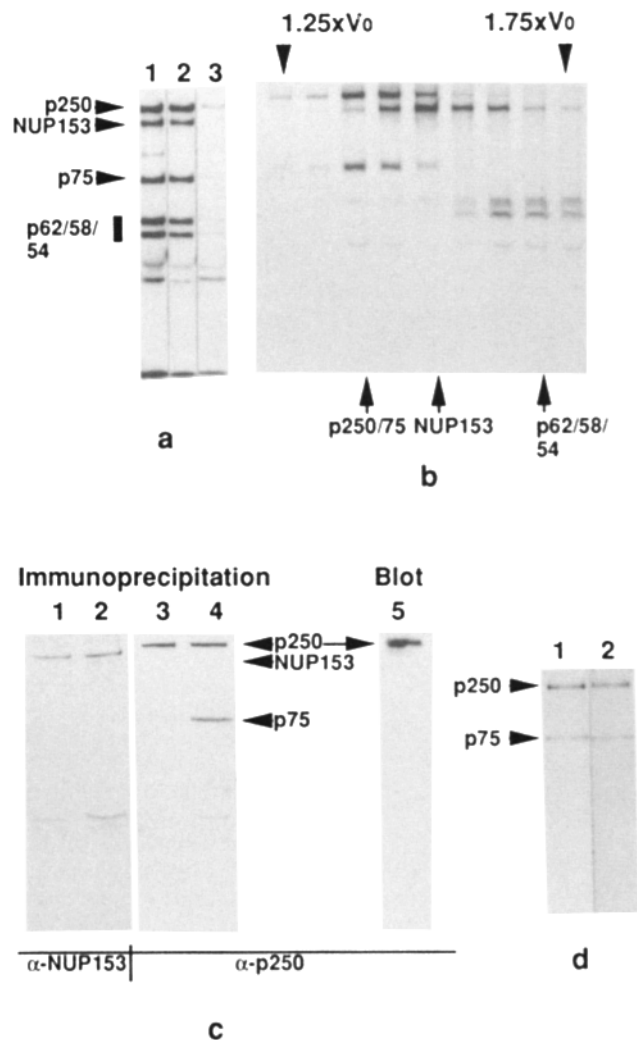 1.25xV₀ 1.75xV₀
1 2 3
p250
NUP153
p75
p62/58/
54
p250/75 NUP153 p62/58/
54
a
b
Immunoprecipitation Blot
1 2 3 4 5
p250
NUP153
p75
1 2
p250
p75
α-NUP153 α-p250
c
d